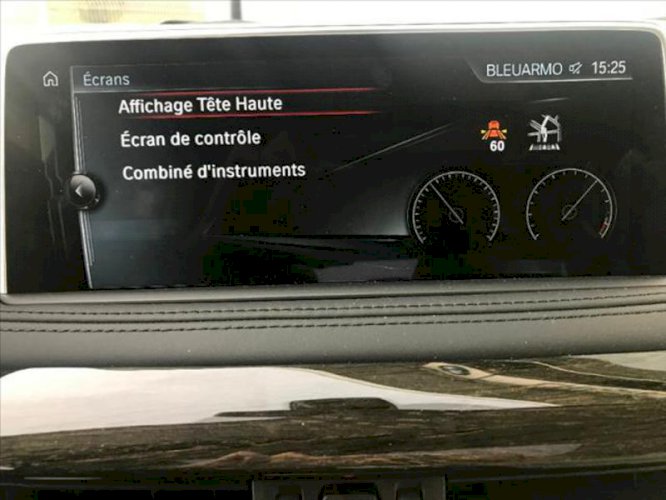 Écrans
BLEUARMO 15:25
Affichage Tête Haute
Écran de contrôle
60
Combiné d'instruments